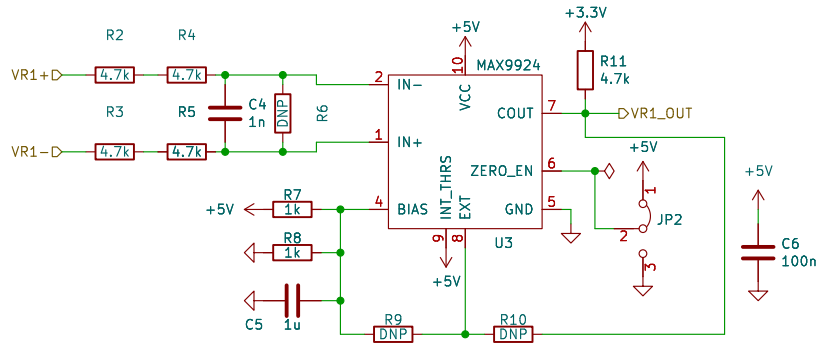 +5V
+3.3V
R2
R4
VR1+
4.7k
4.7k
C4
1n
DNP
R6
2
IN-
10
VCC
MAX9924
R11
4.7k
COUT
7
VR1_OUT
R3
R5
VR1-
4.7k
4.7k
1
IN+
INT_THRS
EXT
ZERO_EN
6
+5V
1
JP2
2
3
+5V
R7
1k
4
BIAS
GND
5
9
8
U3
+5V
R8
1k
C5
1u
R9
DNP
R10
DNP
+5V
C6
100n